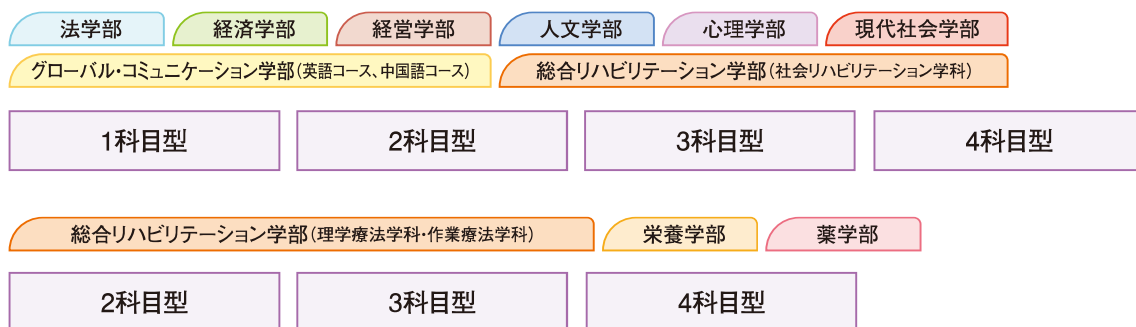 法学部 経済学部 経営学部 人文学部 心理学部 現代社会学部
グローバル・コミュニケーション学部(英語コース、中国語コース) 総合リハビリテーション学部(社会リハビリテーション学科)
1科目型 2科目型 3科目型 4科目型
総合リハビリテーション学部(理学療法学科・作業療法学科) 栄養学部 薬学部
2科目型 3科目型 4科目型